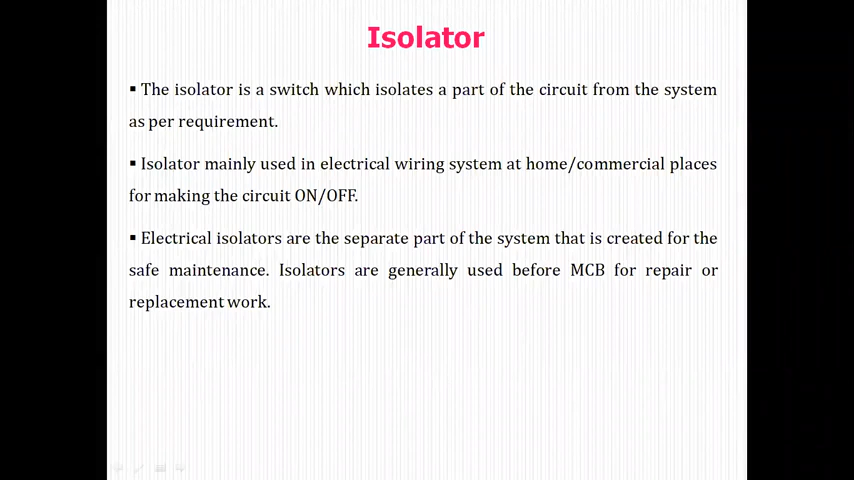 Isolator
▪ The isolator is a switch which isolates a part of the circuit from the system
as per requirement.
▪ Isolator mainly used in electrical wiring system at home/commercial places
for making the circuit ON/OFF.
▪ Electrical isolators are the separate part of the system that is created for the
safe maintenance. Isolators are generally used before MCB for repair or
replacement work.